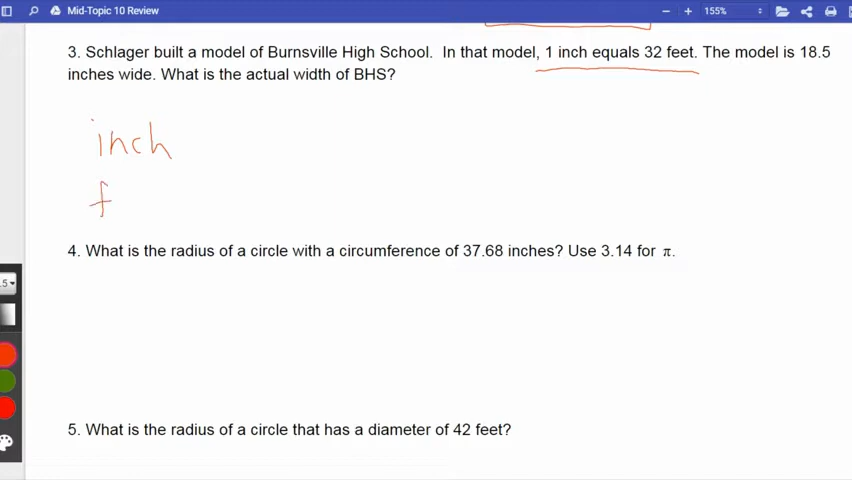 Mid-Topic 10 Review
155%
3. Schlager built a model of Burnsville High School. In that model, 1 inch equals 32 feet. The model is 18.5
inches wide. What is the actual width of BHS?
inch
f
4. What is the radius of a circle with a circumference of 37.68 inches? Use 3.14 for π.
.5
5. What is the radius of a circle that has a diameter of 42 feet?